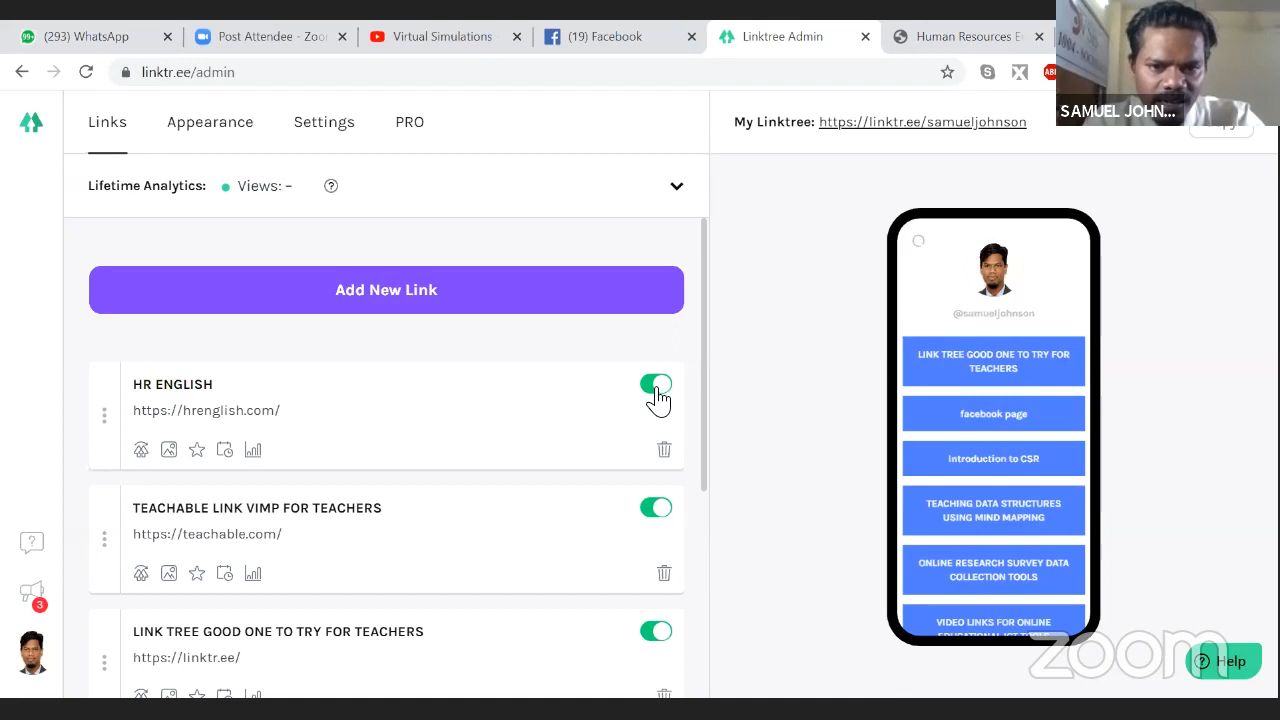 99+ (293) WhatsApp
Post Attendee - Zoo
Virtual Simulations -
(19) Facebook
Linktree Admin
Human Resources E
linktr.ee/admin
SAMUEL JOHN...
Links
Appearance
Settings
PRO
My Linktree: https://linktr.ee/samueljohnson
Lifetime Analytics:
Views: –
Add New Link
HR ENGLISH
https://hrenglish.com/
TEACHABLE LINK VIMP FOR TEACHERS
https://teachable.com/
LINK TREE GOOD ONE TO TRY FOR TEACHERS
https://linktr.ee/
3
@samueljohnson
LINK TREE GOOD ONE TO TRY FOR
TEACHERS
facebook page
Introduction to CSR
TEACHING DATA STRUCTURES
USING MIND MAPPING
ONLINE RESEARCH SURVEY DATA
COLLECTION TOOLS
VIDEO LINKS FOR ONLINE
EDUCATIONAL ICT TOOLS
zoom
Help